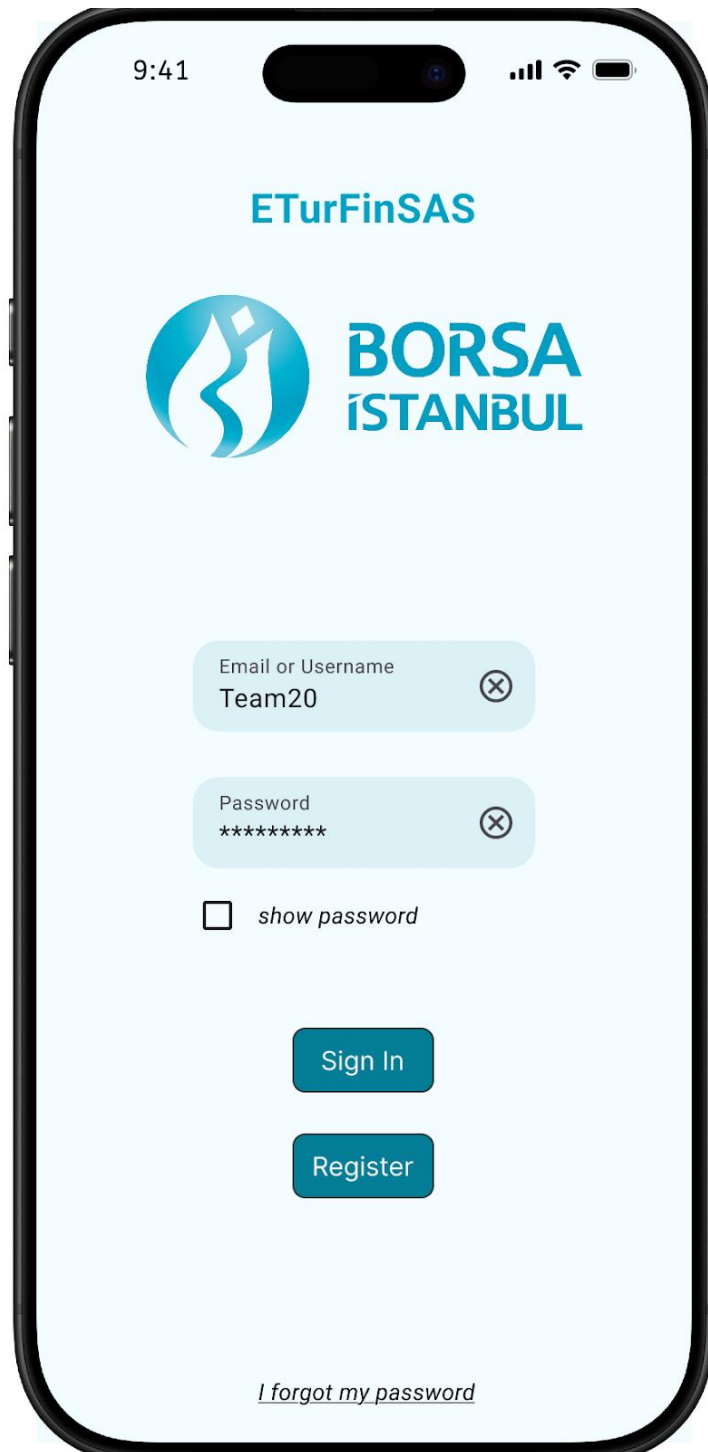 9:41
ETurFinSAS
BORSA
İSTANBUL
Email or Username
Team20
Password
*********
show password
Sign In
Register
I forgot my password